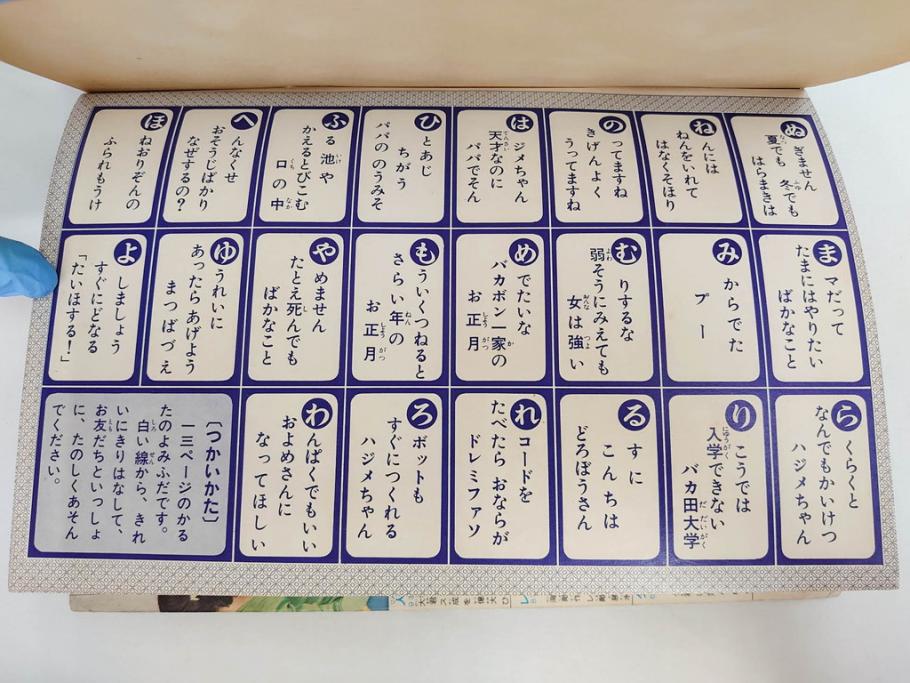 ぬ
ぎません
夏でも 冬でも
はらまきは
ね
んには
ねんをいれて
はなくそほり
の
ってますね
きげんよく
うってますね
は
ジメちゃん
天才なのに
パパでそん
ひ
とあじ
ちがう
パパの のうみそ
ふ
る池や
かえるとびこむ
口の中
へ
んなくせ
おそうじばかり
なぜするの?
ほ
ねおりぞんの
ふられもうけ
ま
マだって
たまにはやりたい
ばかなこと
み
からでた
プー
む
りするな
弱そうにみえても
女は強い
め
でたいな
バカボン一家の
お正月
も
ういくつねると
さらい年の
お正月
や
めません
たとえ死んでも
ばかなこと
ゆ
うれいに
あったらあげよう
まつばづえ
よ
しましょう
すぐにどなる
「たいほする!」
ら
くらくと
なんでもかいけつ
ハジメちゃん
り
こうでは
入学できない
バカ田大学
る
すに
こんちは
どろぼうさん
れ
コードを
たべたら おならが
ドレミファソ
ろ
ボットも
すぐにつくれる
ハジメちゃん
わ
んぱくでもいい
およめさんに
なってほしい
〔つかいかた〕
一三ページのかる
たのよみふだです。
白い線から、きれ
いにきりはなして、
お友だちといっしょ
に、たのしくあそん
でください。